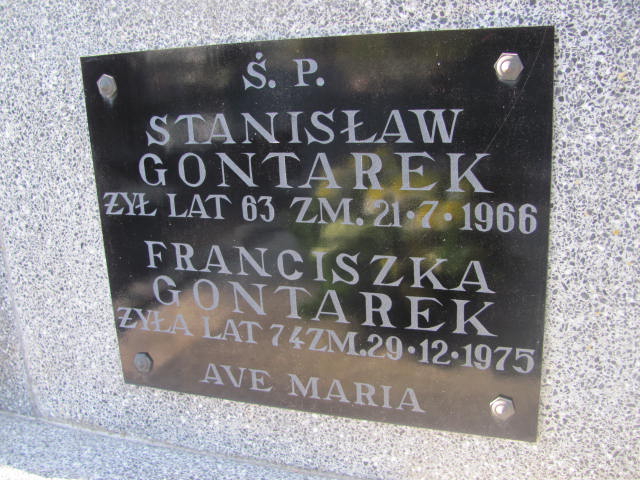 Ś. P.
STANISŁAW
GONTAREK
ŻYŁ LAT 63 ZM. 21·7·1966
FRANCISZKA
GONTAREK
ŻYŁA LAT 74 ZM. 29·12·1975
AVE MARIA